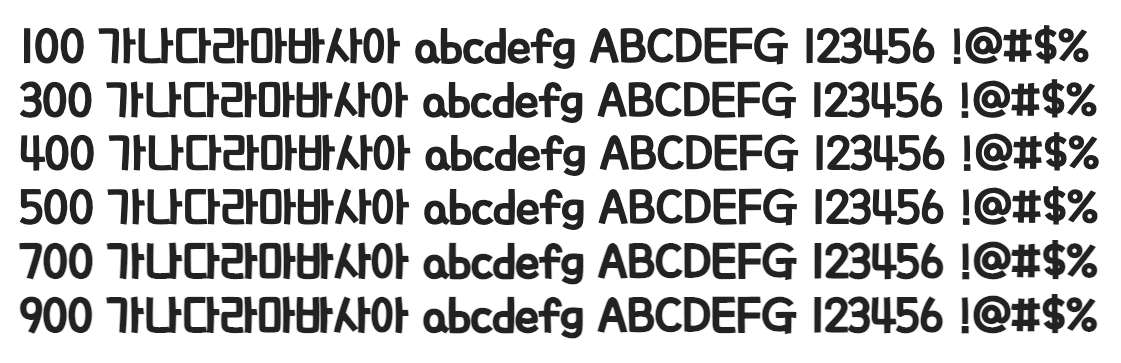 100 가나다라마바사아 abcdefg ABCDEFG 123456 !@#$%
300 가나다라마바사아 abcdefg ABCDEFG 123456 !@#$%
400 가나다라마바사아 abcdefg ABCDEFG 123456 !@#$%
500 가나다라마바사아 abcdefg ABCDEFG 123456 !@#$%
700 가나다라마바사아 abcdefg ABCDEFG 123456 !@#$%
900 가나다라마바사아 abcdefg ABCDEFG 123456 !@#$%